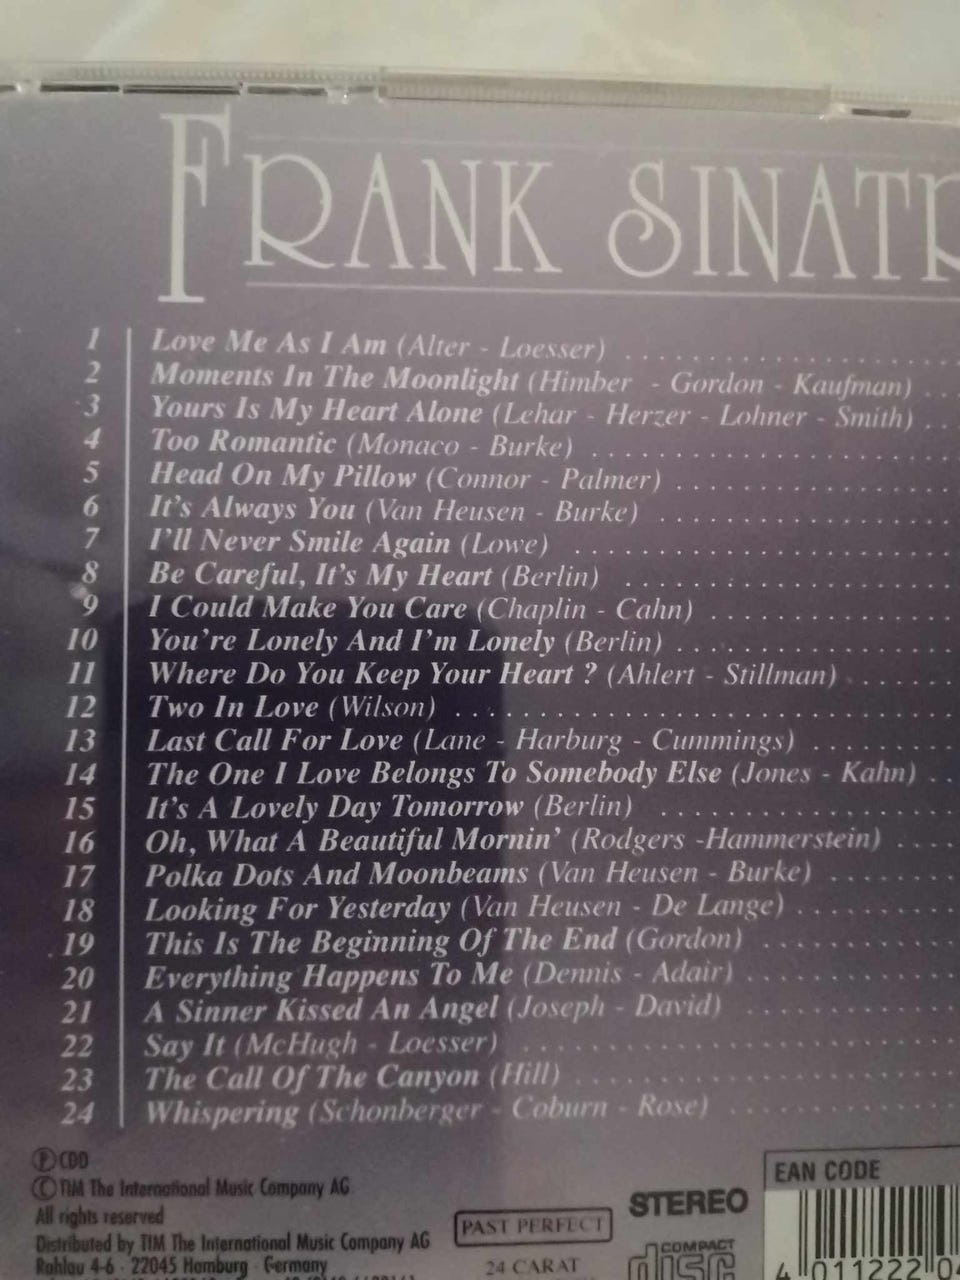 FRANK SINATR
1 Love Me As I Am (Alter - Loesser) ....................
2 Moments In The Moonlight (Himber - Gordon - Kaufman) ...
3 Yours Is My Heart Alone (Lehar - Herzer - Lohner - Smith) ...
4 Too Romantic (Monaco - Burke) ....................
5 Head On My Pillow (Connor - Palmer) ................
6 It's Always You (Van Heusen - Burke) ................
7 I'll Never Smile Again (Lowe) ....................
8 Be Careful, It's My Heart (Berlin) ....................
9 I Could Make You Care (Chaplin - Cahn) ..............
10 You're Lonely And I'm Lonely (Berlin) ................
11 Where Do You Keep Your Heart ? (Ahlert - Stillman) ......
12 Two In Love (Wilson) ............................
13 Last Call For Love (Lane - Harburg - Cummings) .........
14 The One I Love Belongs To Somebody Else (Jones - Kahn) ..
15 It's A Lovely Day Tomorrow (Berlin) ................
16 Oh, What A Beautiful Mornin' (Rodgers -Hammerstein) ....
17 Polka Dots And Moonbeams (Van Heusen - Burke) ........
18 Looking For Yesterday (Van Heusen - De Lange) ..........
19 This Is The Beginning Of The End (Gordon) ............
20 Everything Happens To Me (Dennis - Adair) ............
21 A Sinner Kissed An Angel (Joseph - David) ............
22 Say It (McHugh - Loesser) ........................
23 The Call Of The Canyon (Hill) ....................
24 Whispering (Schonberger - Coburn - Rose) ............
Ⓟ CDD
© TIM The International Music Company AG
All rights reserved
Distributed by TIM The International Music Company AG
Rahlau 4-6 · 22045 Hamburg · Germany
PAST PERFECT
24 CARAT
STEREO
COMPACT
disc
EAN CODE
4 011222 0